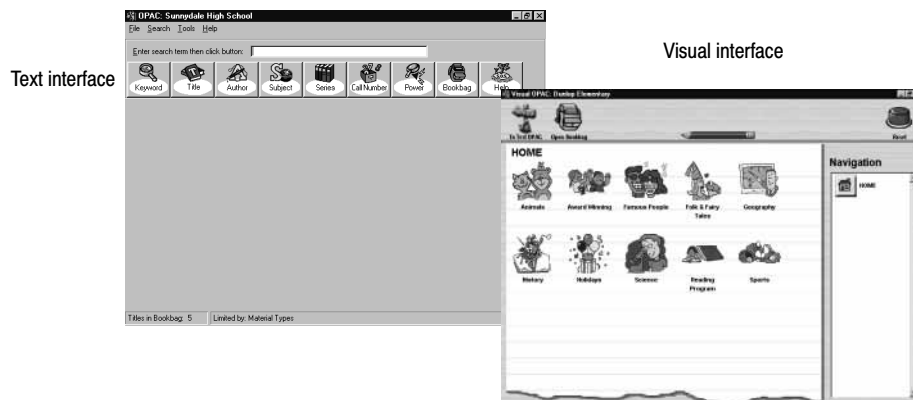 OPAC: Sunnydale High School
File Search Tools Help
Enter search term then click button:
Keyword Title Author Subject Series Call Number Power Bookbag Help
Titles in Bookbag: 5 Limited by: Material Types
Text interface
Visual interface
Visual OPAC: Dunlop Elementary
To Text OPAC Open Bookbag Reset
HOME
Animals Award Winning Famous People Folk & Fairy Tales Geography
History Holidays Science Reading Program Sports
Navigation
HOME